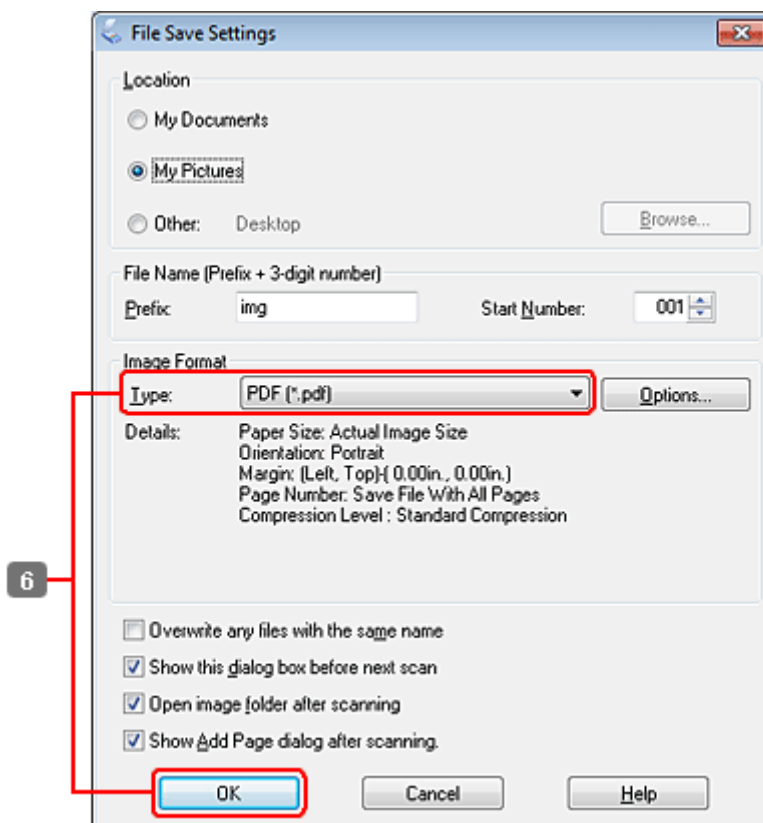 File Save Settings
Location
My Documents
My Pictures
Other: Desktop Browse...
File Name (Prefix + 3-digit number)
Prefix: img Start Number: 001
Image Format
Type: PDF (*.pdf) Options...
Details: Paper Size: Actual Image Size
Orientation: Portrait
Margin: (Left, Top)-( 0.00in., 0.00in.)
Page Number: Save File With All Pages
Compression Level : Standard Compression
6
Overwrite any files with the same name
Show this dialog box before next scan
Open image folder after scanning
Show Add Page dialog after scanning.
OK Cancel Help